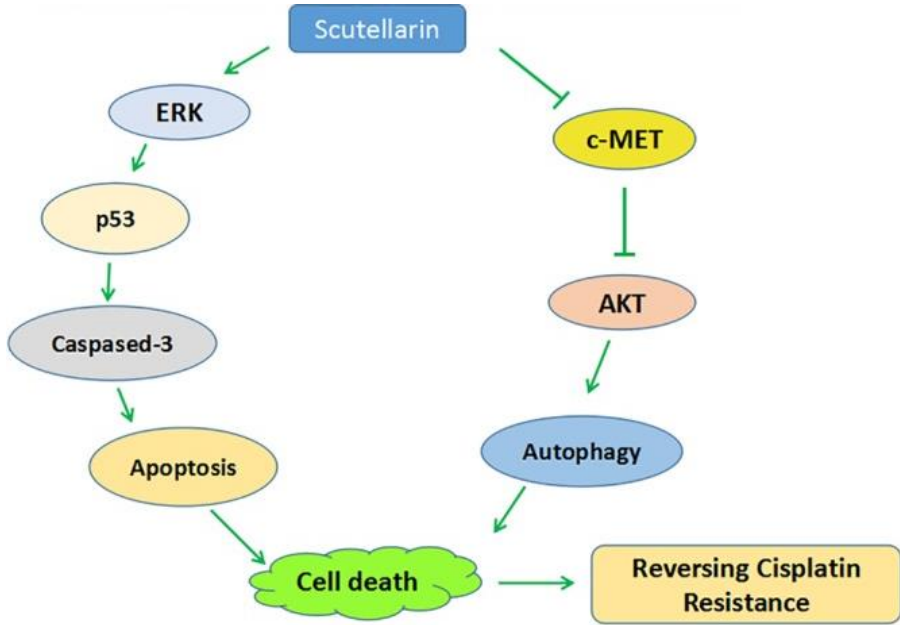 Scutellarin
ERK
c-MET
p53
AKT
Caspased-3
Autophagy
Apoptosis
Cell death
Reversing Cisplatin
Resistance